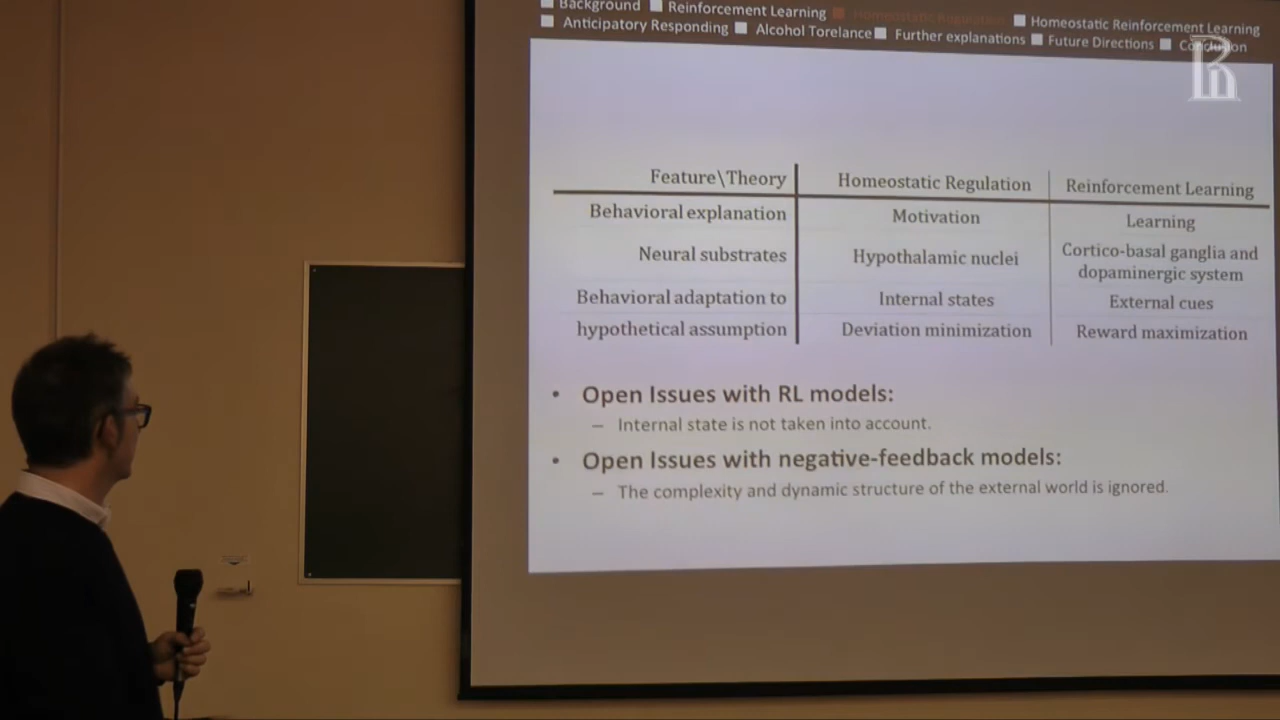 Background Reinforcement Learning Homeostatic Regulation Homeostatic Reinforcement Learning
Anticipatory Responding Alcohol Torelance Further explanations Future Directions Conclusion
Feature\Theory Homeostatic Regulation Reinforcement Learning
Behavioral explanation Motivation Learning
Neural substrates Hypothalamic nuclei Cortico-basal ganglia and
dopaminergic system
Behavioral adaptation to Internal states External cues
hypothetical assumption Deviation minimization Reward maximization
• Open Issues with RL models:
– Internal state is not taken into account.
• Open Issues with negative-feedback models:
– The complexity and dynamic structure of the external world is ignored.